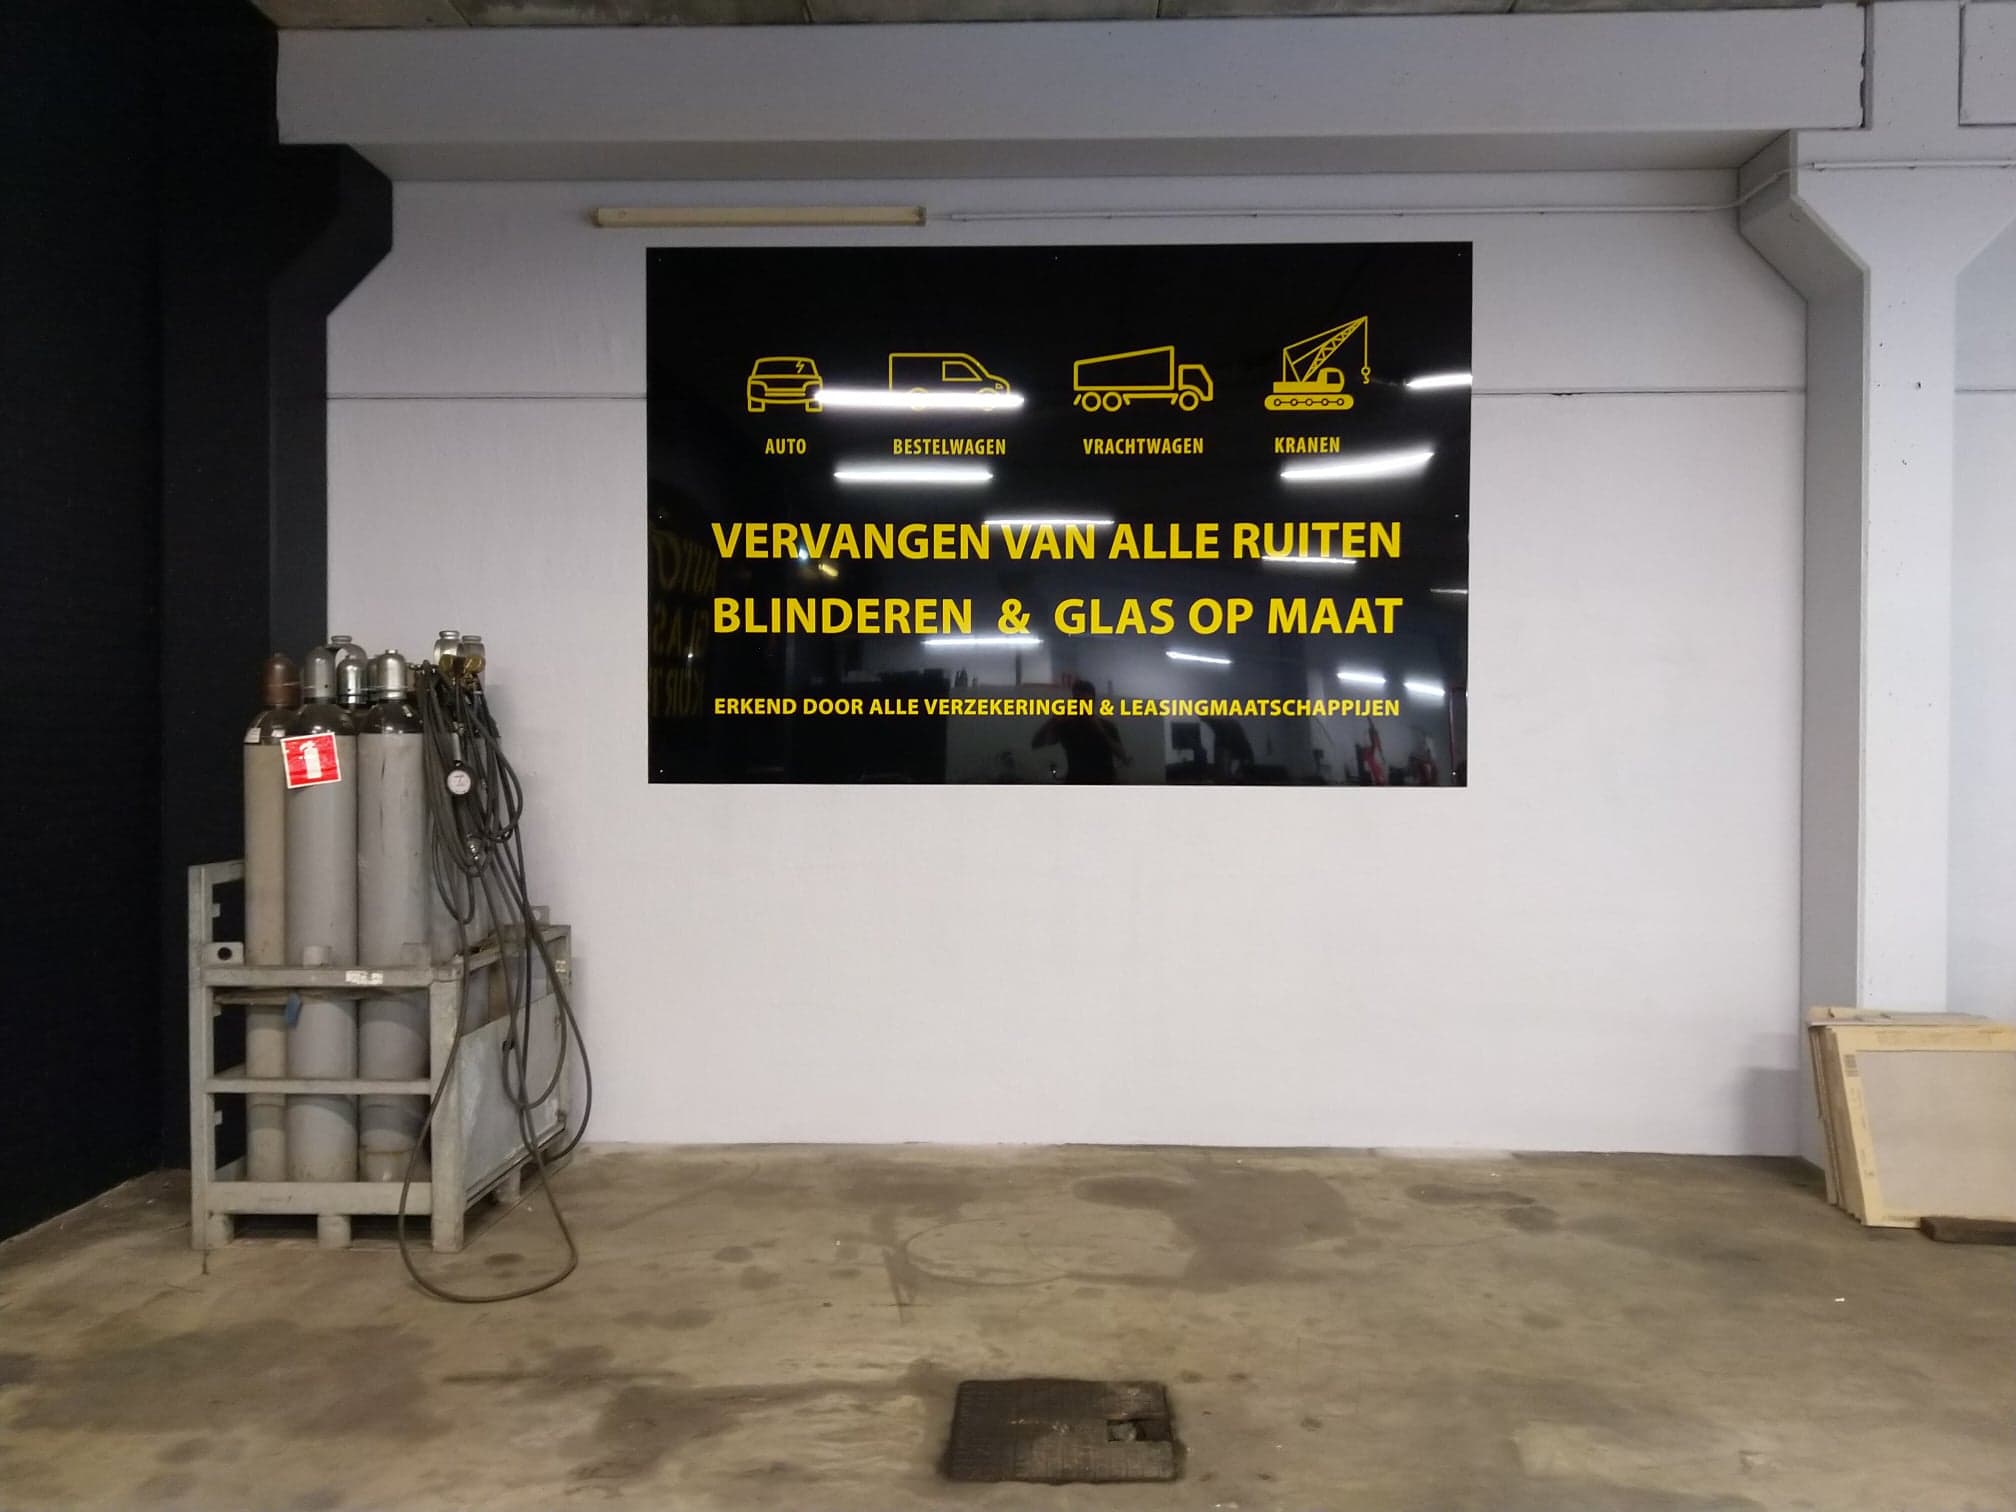 AUTO BESTELWAGEN VRACHTWAGEN KRANEN
VERVANGEN VAN ALLE RUITEN
BLINDEREN & GLAS OP MAAT
ERKEND DOOR ALLE VERZEKERINGEN & LEASINGMAATSCHAPPIJEN